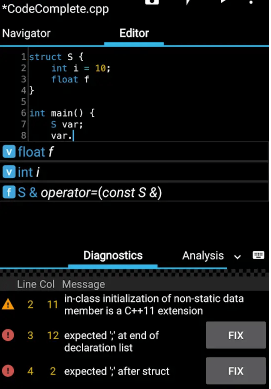 *CodeComplete.cpp
Navigator Editor
1 struct S {
2 int i = 10;
3 float f
4 }
5
6 int main() {
7 S var;
8 var.
V float f
V int i
f S & operator=(const S &)
Diagnostics Analysis
Line Col Message
2 11 in-class initialization of non-static data
member is a C++11 extension
3 12 expected ';' at end of
declaration list FIX
4 2 expected ';' after struct FIX